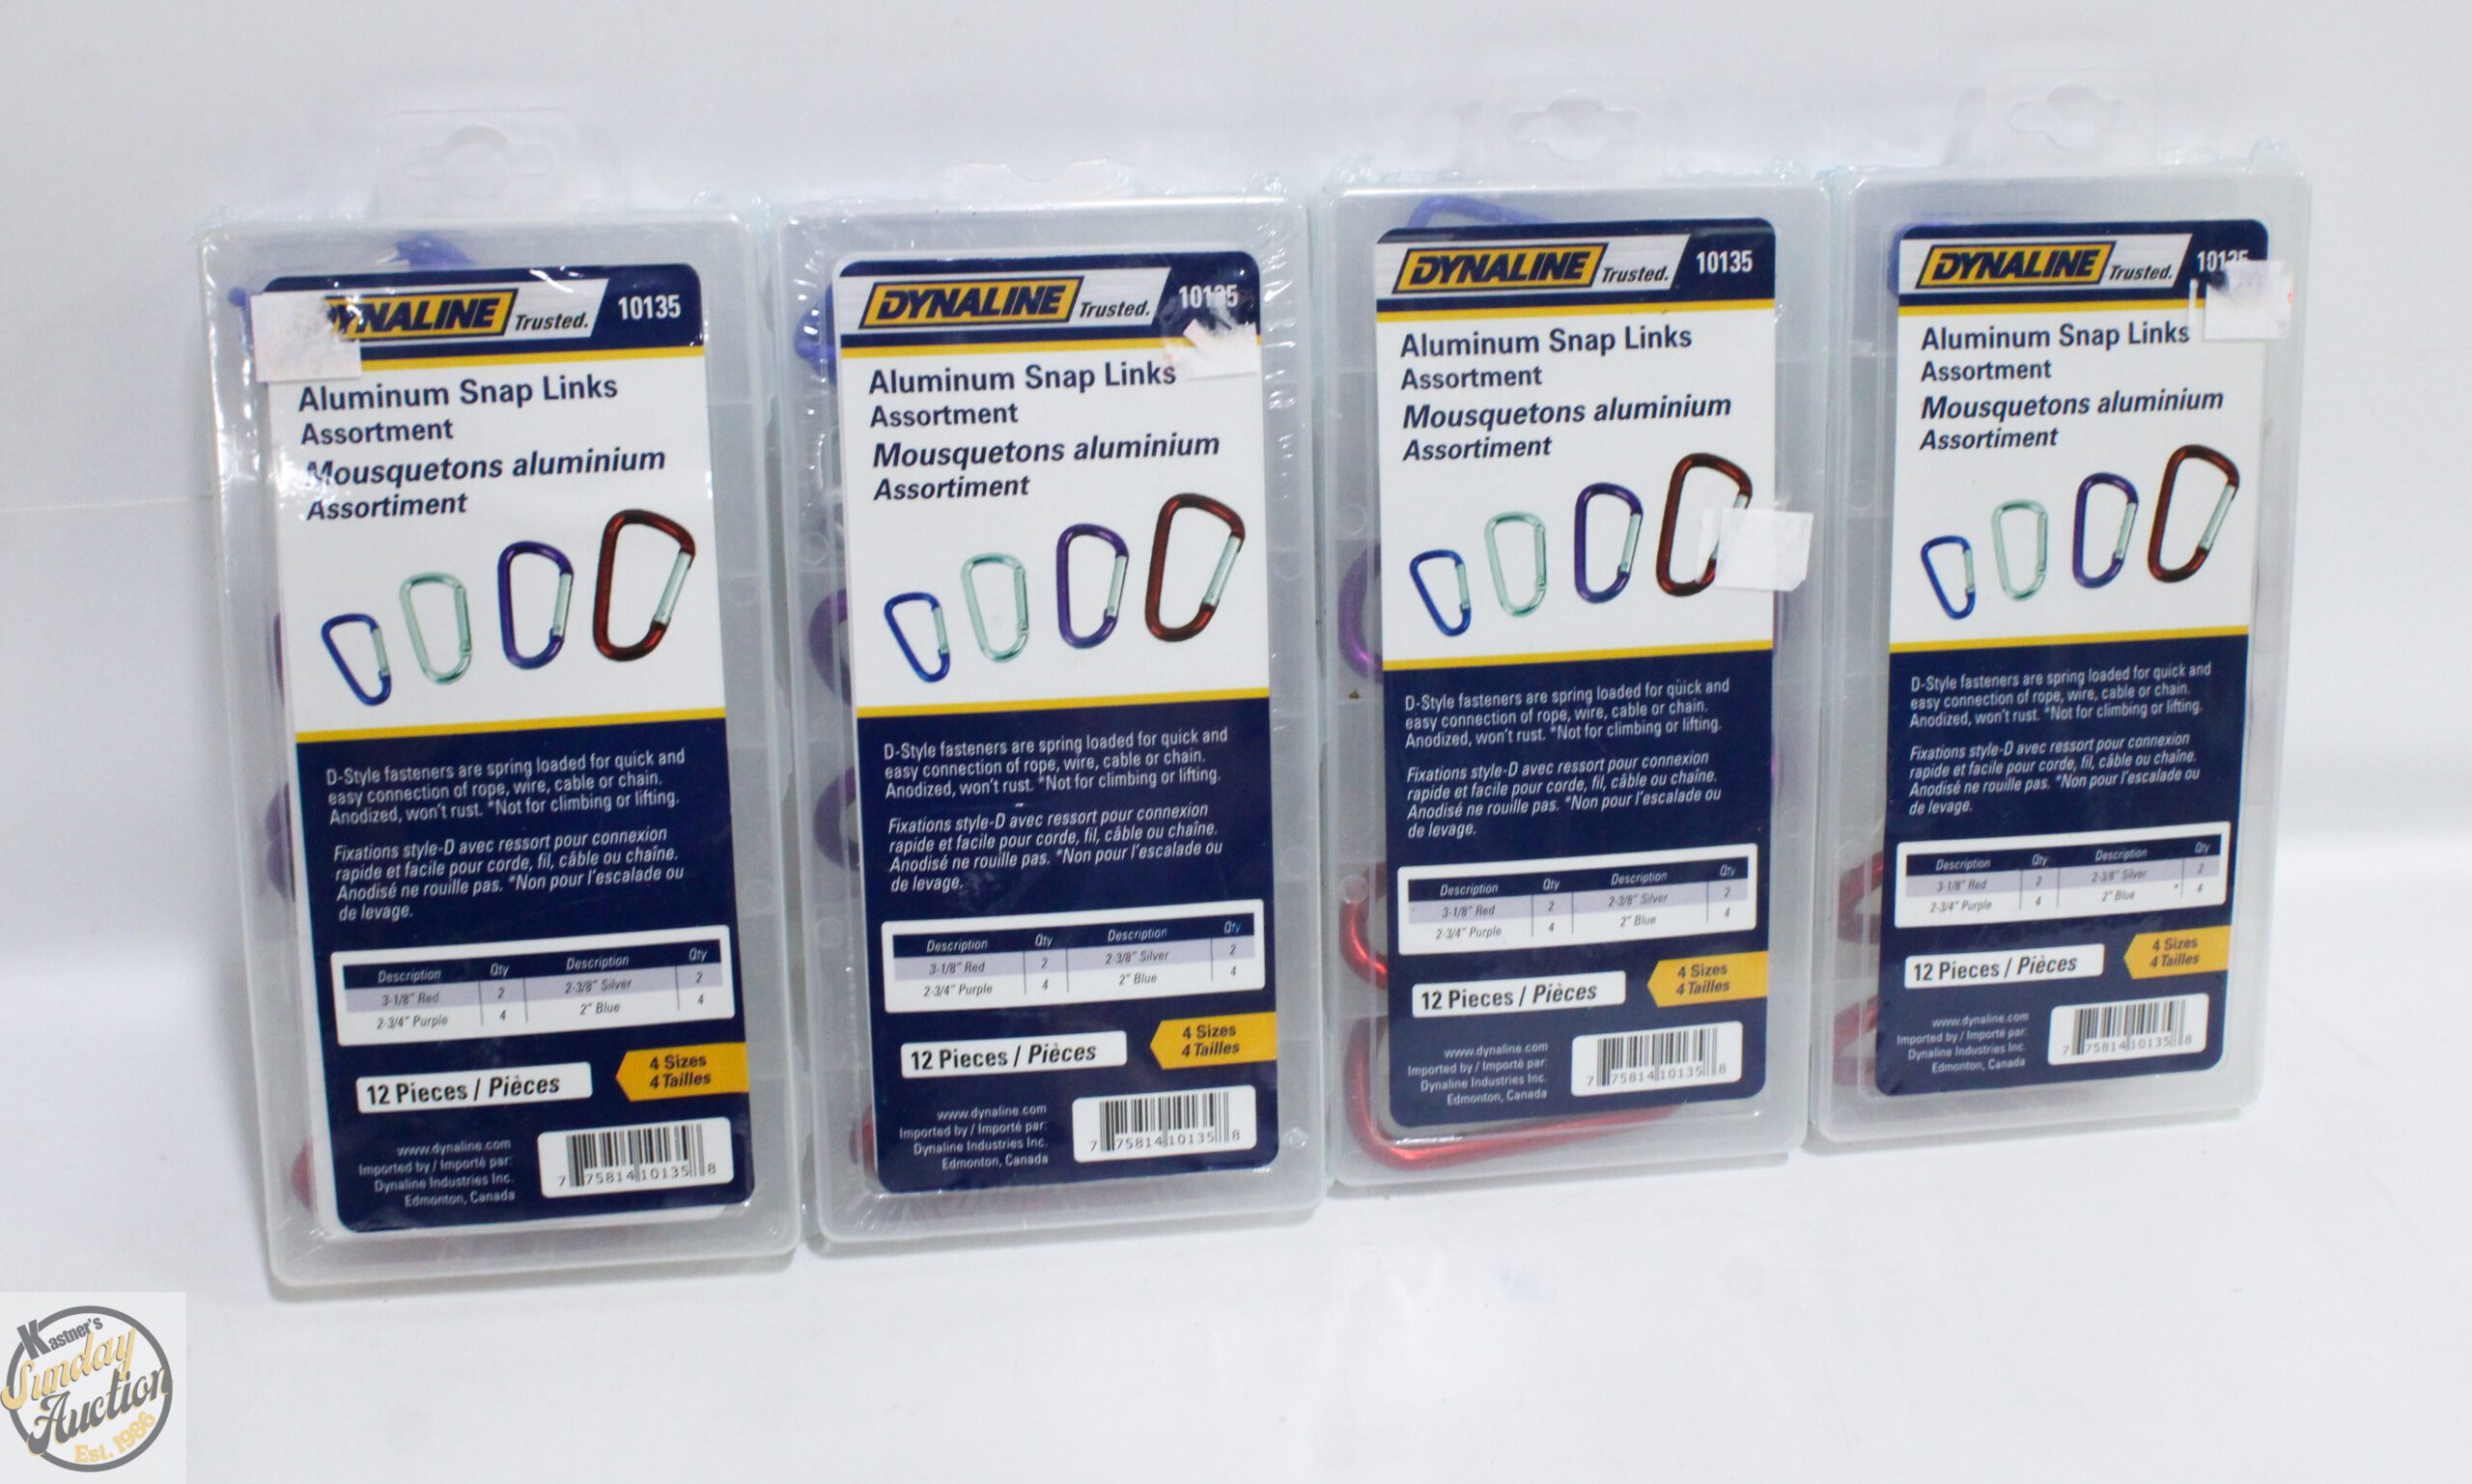 DYNALINE Trusted. 10135
Aluminum Snap Links
Assortment
Mousquetons aluminium
Assortiment
D-Style fasteners are spring loaded for quick and
easy connection of rope, wire, cable or chain.
Anodized, won't rust. *Not for climbing or lifting.
Fixations style-D avec ressort pour connexion
rapide et facile pour corde, fil, câble ou chaîne.
Anodisé ne rouille pas. *Non pour l'escalade ou
de levage.
Description Qty Description Qty
3-1/8" Red 2 2-3/8" Silver 2
2-3/4" Purple 4 2" Blue 4
12 Pieces / Pièces
4 Sizes
4 Tailles
www.dynaline.com
Imported by / Importé par:
Dynaline Industries Inc.
Edmonton, Canada
7 75814 10135 8
DYNALINE Trusted. 10135
Aluminum Snap Links
Assortment
Mousquetons aluminium
Assortiment
D-Style fasteners are spring loaded for quick and
easy connection of rope, wire, cable or chain.
Anodized, won't rust. *Not for climbing or lifting.
Fixations style-D avec ressort pour connexion
rapide et facile pour corde, fil, câble ou chaîne.
Anodisé ne rouille pas. *Non pour l'escalade ou
de levage.
Description Qty Description Qty
3-1/8" Red 2 2-3/8" Silver 2
2-3/4" Purple 4 2" Blue 4
12 Pieces / Pièces
4 Sizes
4 Tailles
www.dynaline.com
Imported by / Importé par:
Dynaline Industries Inc.
Edmonton, Canada
7 75814 10135 8
DYNALINE Trusted. 10135
Aluminum Snap Links
Assortment
Mousquetons aluminium
Assortiment
D-Style fasteners are spring loaded for quick and
easy connection of rope, wire, cable or chain.
Anodized, won't rust. *Not for climbing or lifting.
Fixations style-D avec ressort pour connexion
rapide et facile pour corde, fil, câble ou chaîne.
Anodisé ne rouille pas. *Non pour l'escalade ou
de levage.
Description Qty Description Qty
3-1/8" Red 2 2-3/8" Silver 2
2-3/4" Purple 4 2" Blue 4
12 Pieces / Pièces
4 Sizes
4 Tailles
www.dynaline.com
Imported by / Importé par:
Dynaline Industries Inc.
Edmonton, Canada
7 75814 10135 8
DYNALINE Trusted. 10135
Aluminum Snap Links
Assortment
Mousquetons aluminium
Assortiment
D-Style fasteners are spring loaded for quick and
easy connection of rope, wire, cable or chain.
Anodized, won't rust. *Not for climbing or lifting.
Fixations style-D avec ressort pour connexion
rapide et facile pour corde, fil, câble ou chaîne.
Anodisé ne rouille pas. *Non pour l'escalade ou
de levage.
Description Qty Description Qty
3-1/8" Red 2 2-3/8" Silver 2
2-3/4" Purple 4 2" Blue 4
12 Pieces / Pièces
4 Sizes
4 Tailles
www.dynaline.com
Imported by / Importé par:
Dynaline Industries Inc.
Edmonton, Canada
7 75814 10135 8
Kastner's
Sunday
Auction
Est. 1986